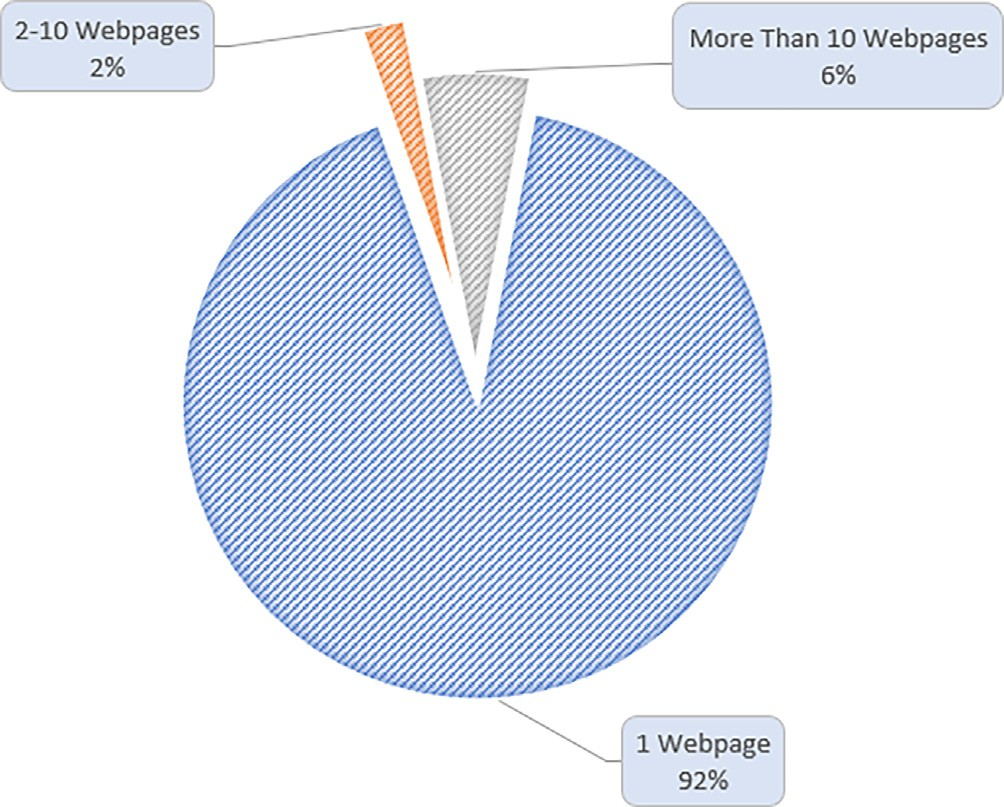 2-10 Webpages
2%
More Than 10 Webpages
6%
1 Webpage
92%